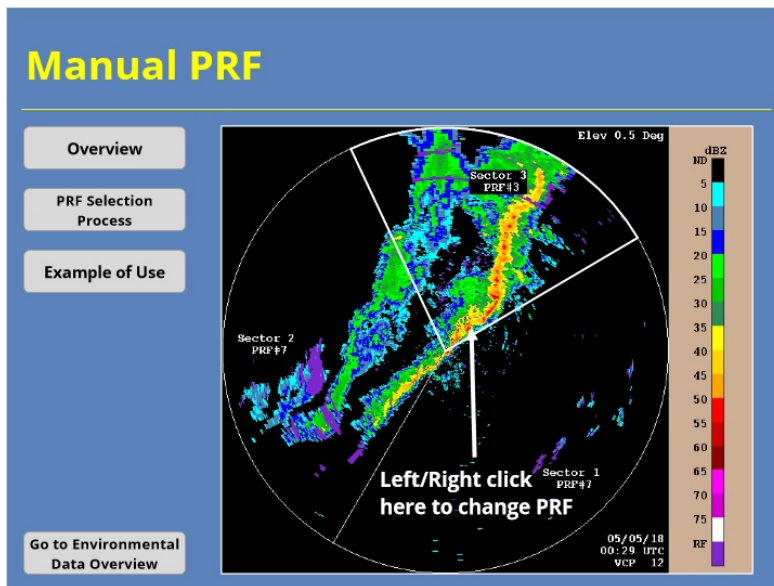 Manual PRF
Overview
PRF Selection
Process
Example of Use
Go to Environmental
Data Overview
Elev 0.5 Deg
Sector 3
PRF#3
Sector 2
PRF#7
Sector 1
PRF#7
Left/Right click
here to change PRF
05/05/18
00:29 UTC
VCP 12
dBZ
ND
5
10
15
20
25
30
35
40
45
50
55
60
65
70
75
RF